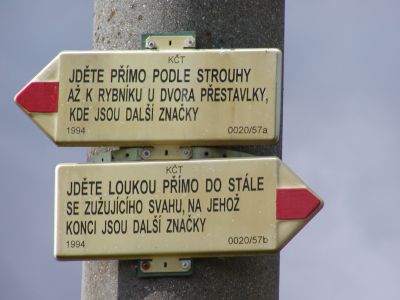 KČT
JDĚTE PŘÍMO PODLE STROUHY
AŽ K RYBNÍKU U DVORA PŘESTAVLKY,
KDE JSOU DALŠÍ ZNAČKY
1994 0020/57a
KČT
JDĚTE LOUKOU PŘÍMO DO STÁLE
SE ZUŽUJÍCÍHO SVAHU, NA JEHOŽ
KONCI JSOU DALŠÍ ZNAČKY
1994 0020/57b